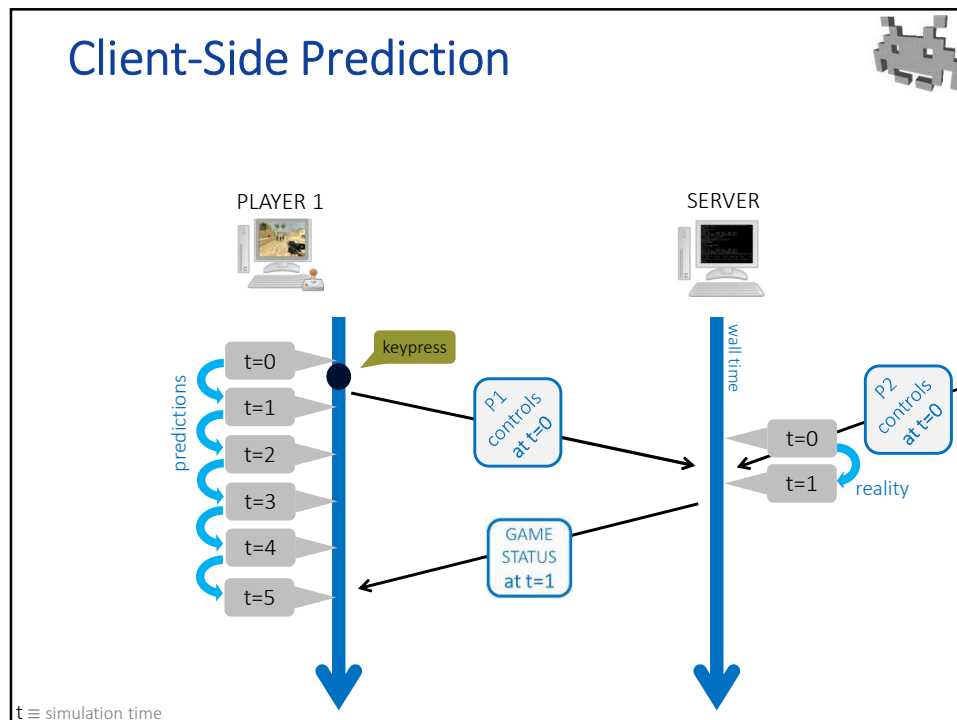 Client-Side Prediction
PLAYER 1
SERVER
wall time
keypress
predictions
t=0
t=1
t=2
t=3
t=4
t=5
P1
controls
at t=0
P2
controls
at t=0
t=0
t=1
reality
GAME
STATUS
at t=1
t ≡ simulation time